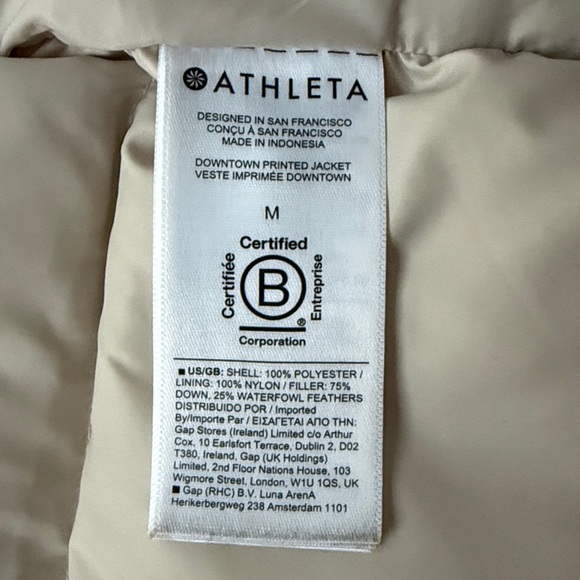 ATHLETA
DESIGNED IN SAN FRANCISCO
CONÇU À SAN FRANCISCO
MADE IN INDONESIA
DOWNTOWN PRINTED JACKET
VESTE IMPRIMÉE DOWNTOWN
M
Certified
Certifiée
B
Entreprise
®
Corporation
■ US/GB: SHELL: 100% POLYESTER /
LINING: 100% NYLON / FILLER: 75%
DOWN, 25% WATERFOWL FEATHERS
DISTRIBUIDO POR / Imported
By/Importe Par / ΕΙΣΑΓΕΤΑΙ ΑΠΟ ΤΗΝ:
Gap Stores (Ireland) Limited c/o Arthur
Cox, 10 Earlsfort Terrace, Dublin 2, D02
T380, Ireland, Gap (UK Holdings)
Limited, 2nd Floor Nations House, 103
Wigmore Street, London, W1U 1QS, UK
■ Gap (RHC) B.V. Luna ArenA
Herikerbergweg 238 Amsterdam 1101